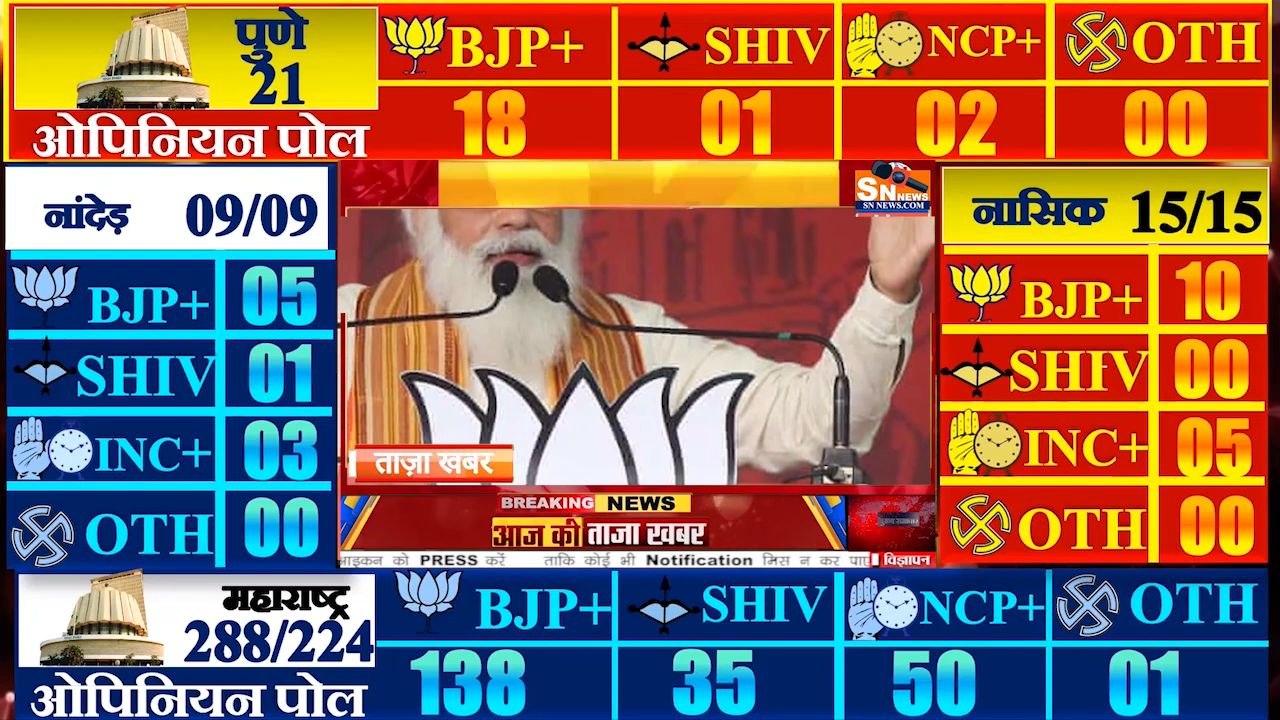 पुणे
21
BJP+
SHIV
NCP+
OTH
ओपिनियन पोल
18
01
02
00
नांदेड़ 09/09
BJP+ 05
SHIV 01
INC+ 03
OTH 00
SN NEWS
SN NEWS.COM
नासिक 15/15
BJP+ 10
SHIV 00
INC+ 05
OTH 00
ताज़ा खबर
BREAKING NEWS
आज की ताजा खबर
आइकन को PRESS करें ताकि कोई भी Notification मिस न कर पाए
विज्ञापन
महाराष्ट्र
288/224
BJP+
SHIV
NCP+
OTH
ओपिनियन पोल
138
35
50
01